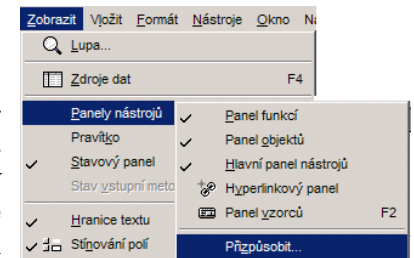 Zobrazit Vložit Formát Nástroje Okno
Lupa...
Zdroje dat F4
Panely nástrojů
Pravítko
Stavový panel
Stav vstupní meto
Hranice textu
Stínování polí
Panel funkcí
Panel objektů
Hlavní panel nástrojů
Hyperlinkový panel
Panel vzorců F2
Přizpůsobit...